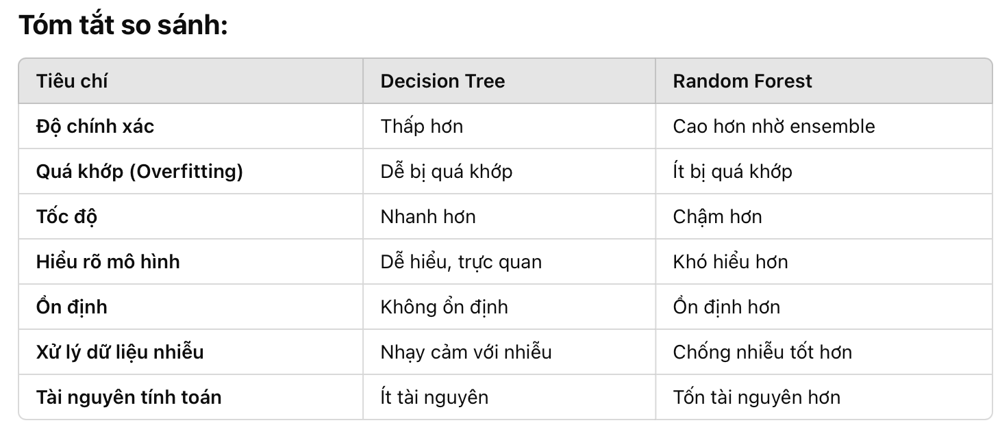 Tóm tắt so sánh:
Tiêu chí Decision Tree Random Forest
Độ chính xác Thấp hơn Cao hơn nhờ ensemble
Quá khớp (Overfitting) Dễ bị quá khớp Ít bị quá khớp
Tốc độ Nhanh hơn Chậm hơn
Hiểu rõ mô hình Dễ hiểu, trực quan Khó hiểu hơn
Ổn định Không ổn định Ổn định hơn
Xử lý dữ liệu nhiễu Nhạy cảm với nhiễu Chống nhiễu tốt hơn
Tài nguyên tính toán Ít tài nguyên Tốn tài nguyên hơn